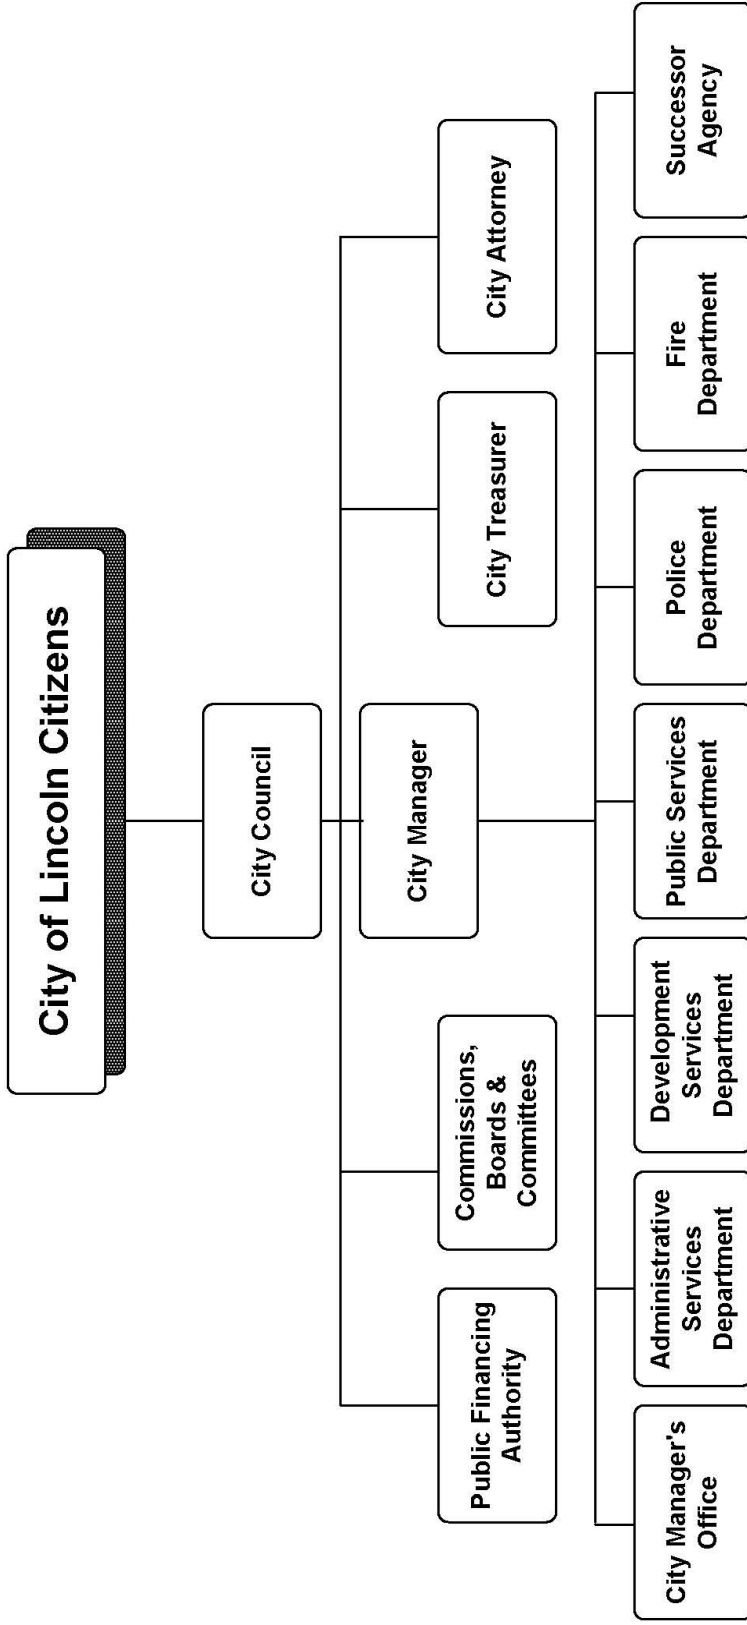 City of Lincoln Citizens
City Council
City Manager
Public Financing
Authority
Commissions,
Boards &
Committees
City Treasurer
City Attorney
City Manager's
Office
Administrative
Services
Department
Development
Services
Department
Public Services
Department
Police
Department
Fire
Department
Successor
Agency